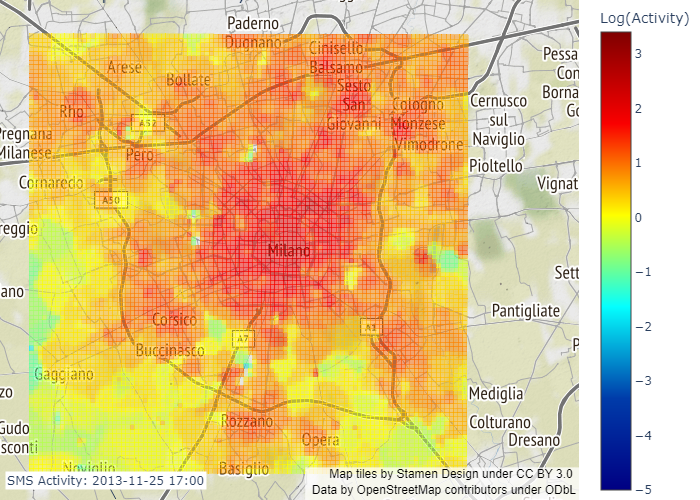 Log(Activity)
Paderno
Dugnano
Cinisello
Balsamo
Arese
Bollate
Sesto
San
Giovanni
Pessa
Con
Borna
Go
Rho
A52
Cologno
Monzese
Cernusco
sul
Naviglio
Pregnana
Milanese
Pero
Vimodrone
Pioltello
Cornaredo
A50
Vignat
reggio
Milano
Sett
ano
Corsico
A7
A1
Pantigliate
Buccinasco
P
Gaggiano
zo
Mediglia
Gudo
sconti
Rozzano
Opera
Colturano
Dresano
Noviglio
Basiglio
SMS Activity: 2013-11-25 17:00
Map tiles by Stamen Design under CC BY 3.0
Data by OpenStreetMap contributors under ODbL
3
2
1
0
−1
−2
−3
−4
−5